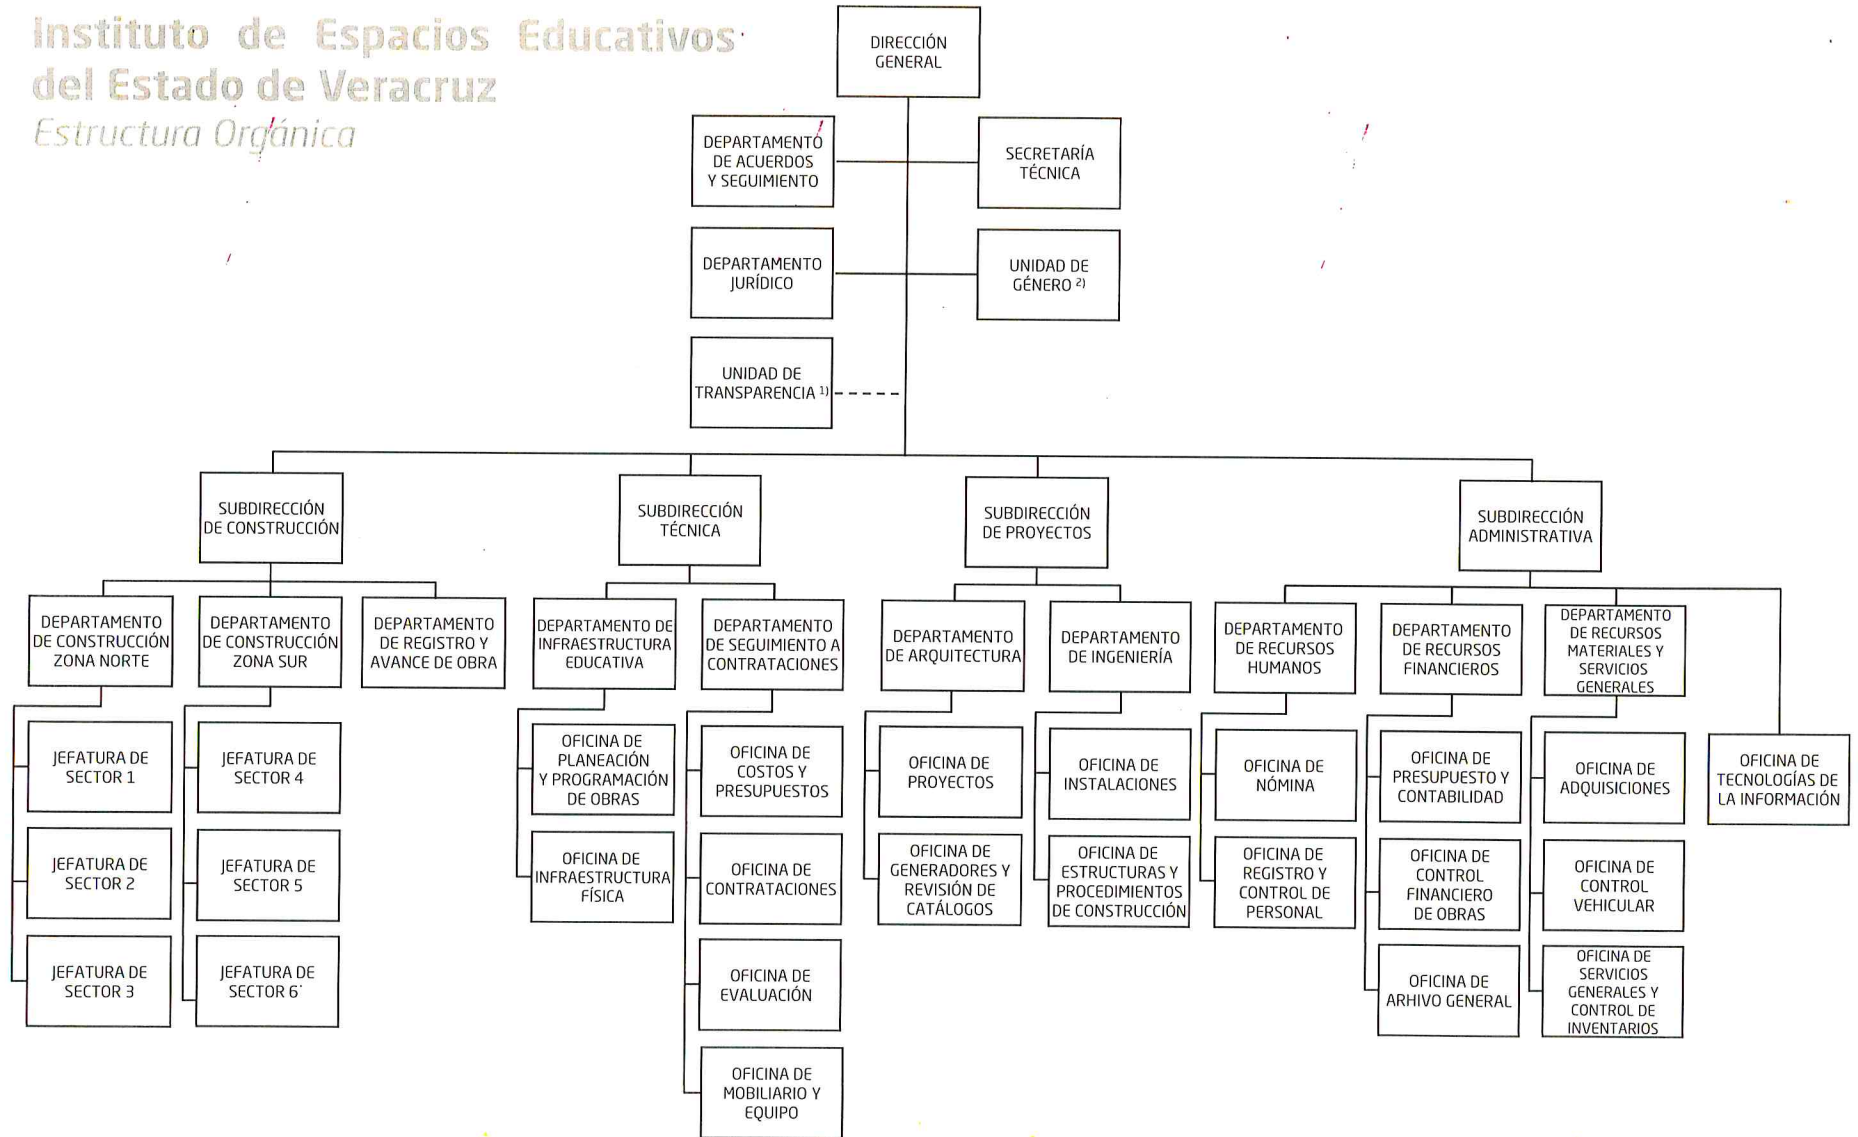 Instituto de Espacios Educativos
del Estado de Veracruz
Estructura Orgánica
DIRECCIÓN
GENERAL
DEPARTAMENTO
DE ACUERDOS
Y SEGUIMIENTO
SECRETARÍA
TÉCNICA
DEPARTAMENTO
JURÍDICO
UNIDAD DE
GÉNERO 2)
UNIDAD DE
TRANSPARENCIA 1)
SUBDIRECCIÓN
DE CONSTRUCCIÓN
SUBDIRECCIÓN
TÉCNICA
SUBDIRECCIÓN
DE PROYECTOS
SUBDIRECCIÓN
ADMINISTRATIVA
DEPARTAMENTO
DE CONSTRUCCIÓN
ZONA NORTE
DEPARTAMENTO
DE CONSTRUCCIÓN
ZONA SUR
DEPARTAMENTO
DE REGISTRO Y
AVANCE DE OBRA
DEPARTAMENTO DE
INFRAESTRUCTURA
EDUCATIVA
DEPARTAMENTO
DE SEGUIMIENTO A
CONTRATACIONES
DEPARTAMENTO
DE ARQUITECTURA
DEPARTAMENTO
DE INGENIERÍA
DEPARTAMENTO
DE RECURSOS
HUMANOS
DEPARTAMENTO
DE RECURSOS
FINANCIEROS
DEPARTAMENTO
DE RECURSOS
MATERIALES Y
SERVICIOS
GENERALES
JEFATURA DE
SECTOR 1
JEFATURA DE
SECTOR 4
OFICINA DE
PLANEACIÓN
Y PROGRAMACIÓN
DE OBRAS
OFICINA DE
COSTOS Y
PRESUPUESTOS
OFICINA DE
PROYECTOS
OFICINA DE
INSTALACIONES
OFICINA DE
NÓMINA
OFICINA DE
PRESUPUESTO Y
CONTABILIDAD
OFICINA DE
ADQUISICIONES
OFICINA DE
TECNOLOGÍAS DE
LA INFORMACIÓN
JEFATURA DE
SECTOR 2
JEFATURA DE
SECTOR 5
OFICINA DE
INFRAESTRUCTURA
FÍSICA
OFICINA DE
CONTRATACIONES
OFICINA DE
GENERADORES Y
REVISIÓN DE
CATÁLOGOS
OFICINA DE
ESTRUCTURAS Y
PROCEDIMIENTOS
DE CONSTRUCCIÓN
OFICINA DE
REGISTRO Y
CONTROL DE
PERSONAL
OFICINA DE
CONTROL
FINANCIERO
DE OBRAS
OFICINA DE
CONTROL
VEHICULAR
JEFATURA DE
SECTOR 3
JEFATURA DE
SECTOR 6
OFICINA DE
EVALUACIÓN
OFICINA DE
ARHIVO GENERAL
OFICINA DE
SERVICIOS
GENERALES Y
CONTROL DE
INVENTARIOS
OFICINA DE
MOBILIARIO Y
EQUIPO